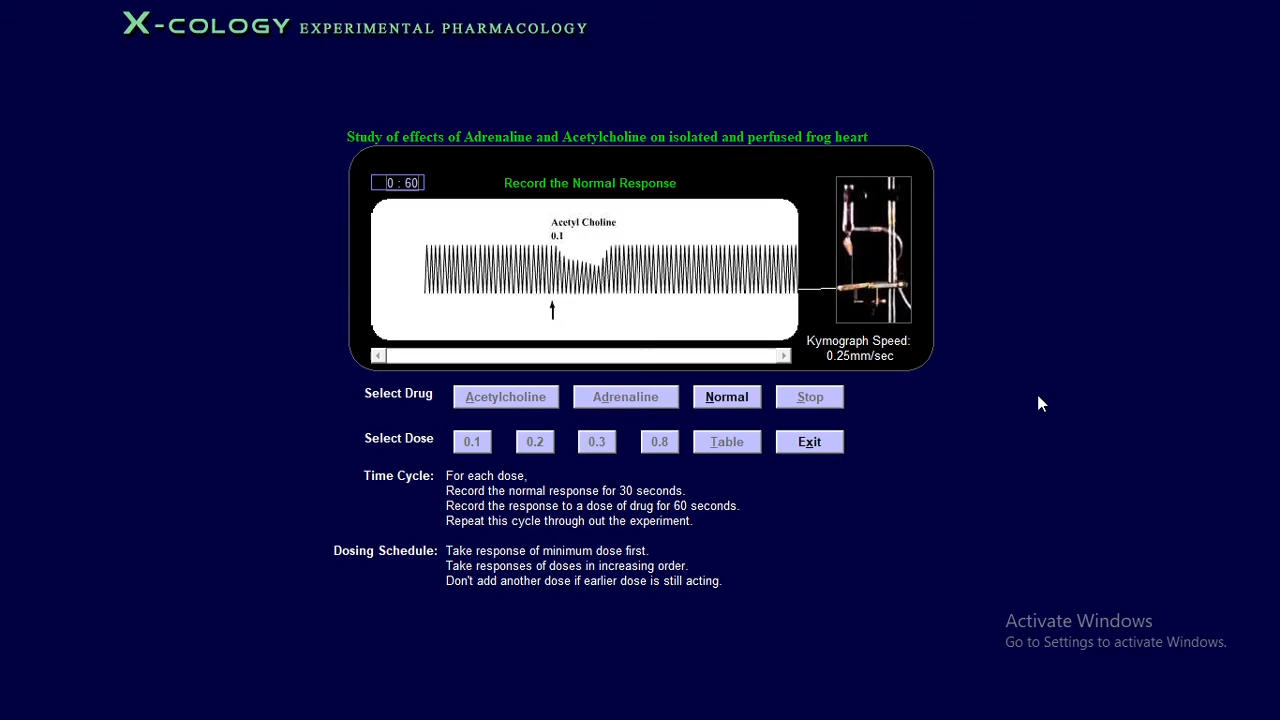 X-COLOGY EXPERIMENTAL PHARMACOLOGY
Study of effects of Adrenaline and Acetylcholine on isolated and perfused frog heart
0 : 60
Record the Normal Response
Acetyl Choline
0.1
Kymograph Speed:
0.25mm/sec
Select Drug Acetylcholine Adrenaline Normal Stop
Select Dose 0.1 0.2 0.3 0.8 Table Exit
Time Cycle: For each dose,
Record the normal response for 30 seconds.
Record the response to a dose of drug for 60 seconds.
Repeat this cycle through out the experiment.
Dosing Schedule: Take response of minimum dose first.
Take responses of doses in increasing order.
Don't add another dose if earlier dose is still acting.
Activate Windows
Go to Settings to activate Windows.